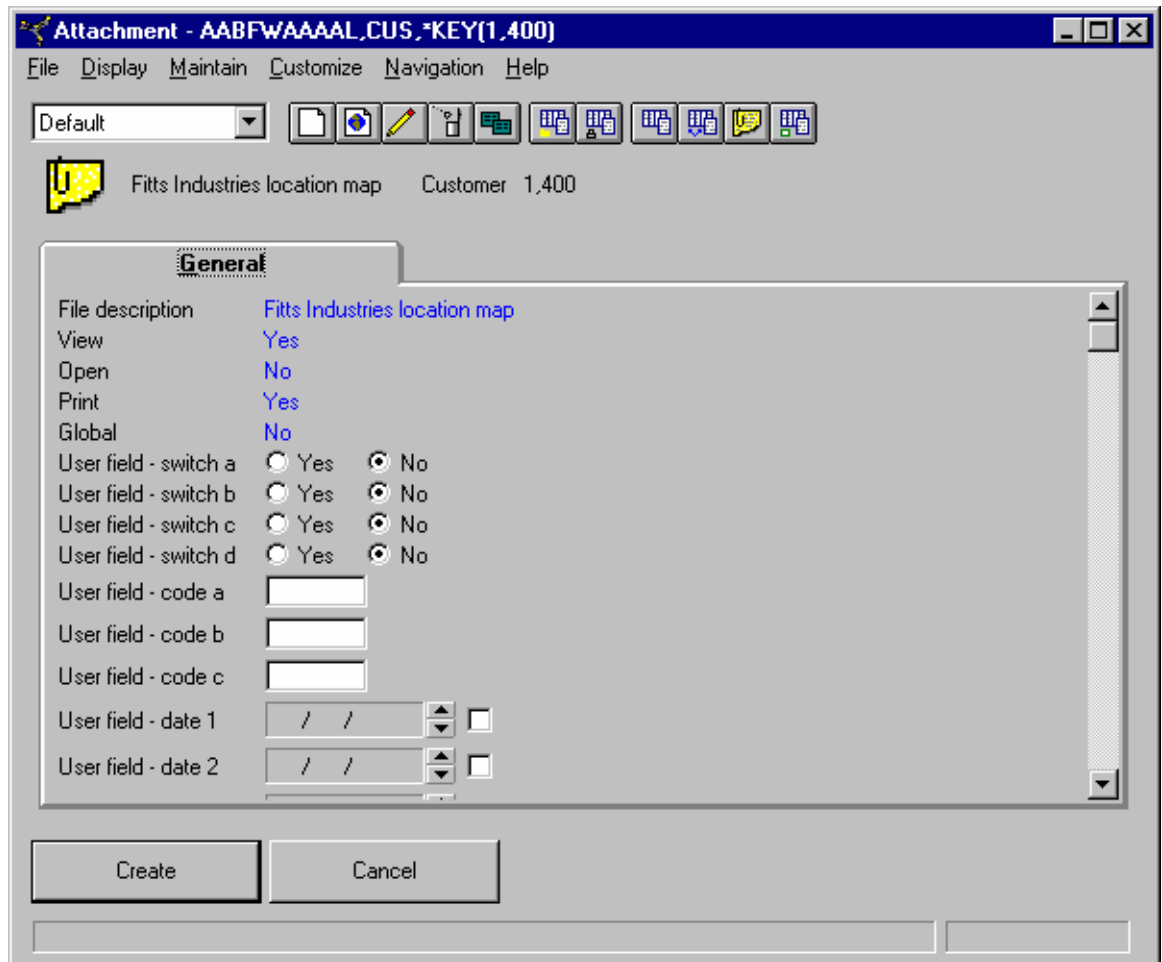 Attachment - AABFWAAAAL,CUS,*KEY(1,400)
File Display Maintain Customize Navigation Help
Default
Fitts Industries location map Customer 1,400
General
File description Fitts Industries location map
View Yes
Open No
Print Yes
Global No
User field - switch a Yes No
User field - switch b Yes No
User field - switch c Yes No
User field - switch d Yes No
User field - code a
User field - code b
User field - code c
User field - date 1 / /
User field - date 2 / /
Create Cancel